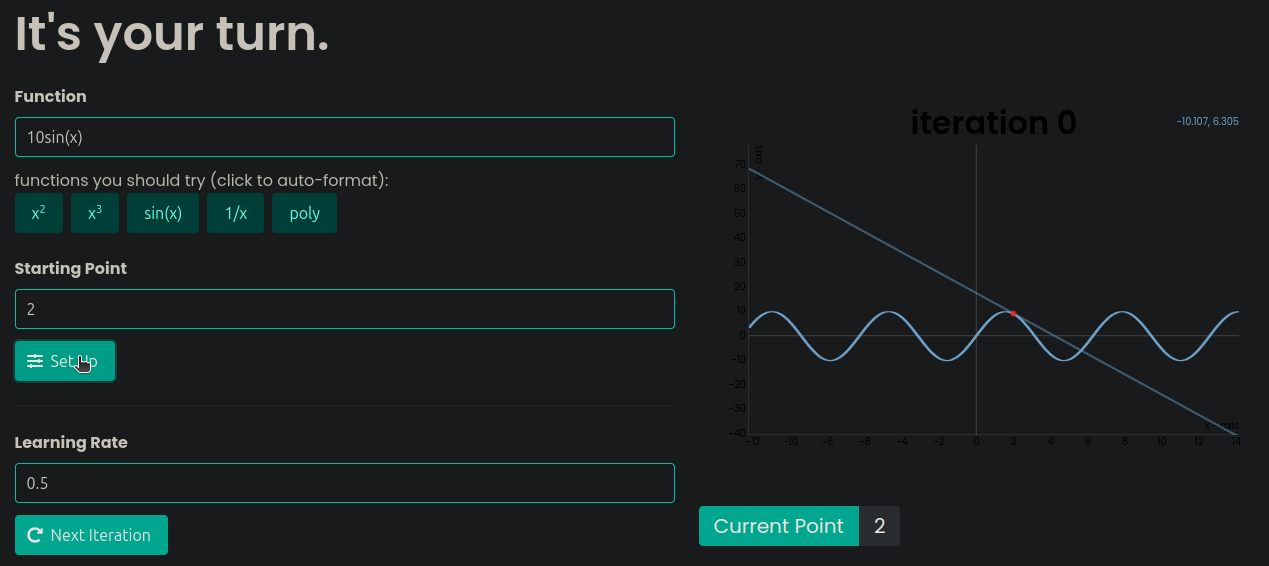 It's your turn.
Function
10sin(x)
functions you should try (click to auto-format):
x² x³ sin(x) 1/x poly
Starting Point
2
Set Up
Learning Rate
0.5
Next Iteration
iteration 0
-10.107, 6.305
axis
70
60
50
40
30
20
10
0
-10
-20
-30
-40
x - axis
-12 -10 -8 -6 -4 -2 0 2 4 6 8 10 12 14
Current Point 2